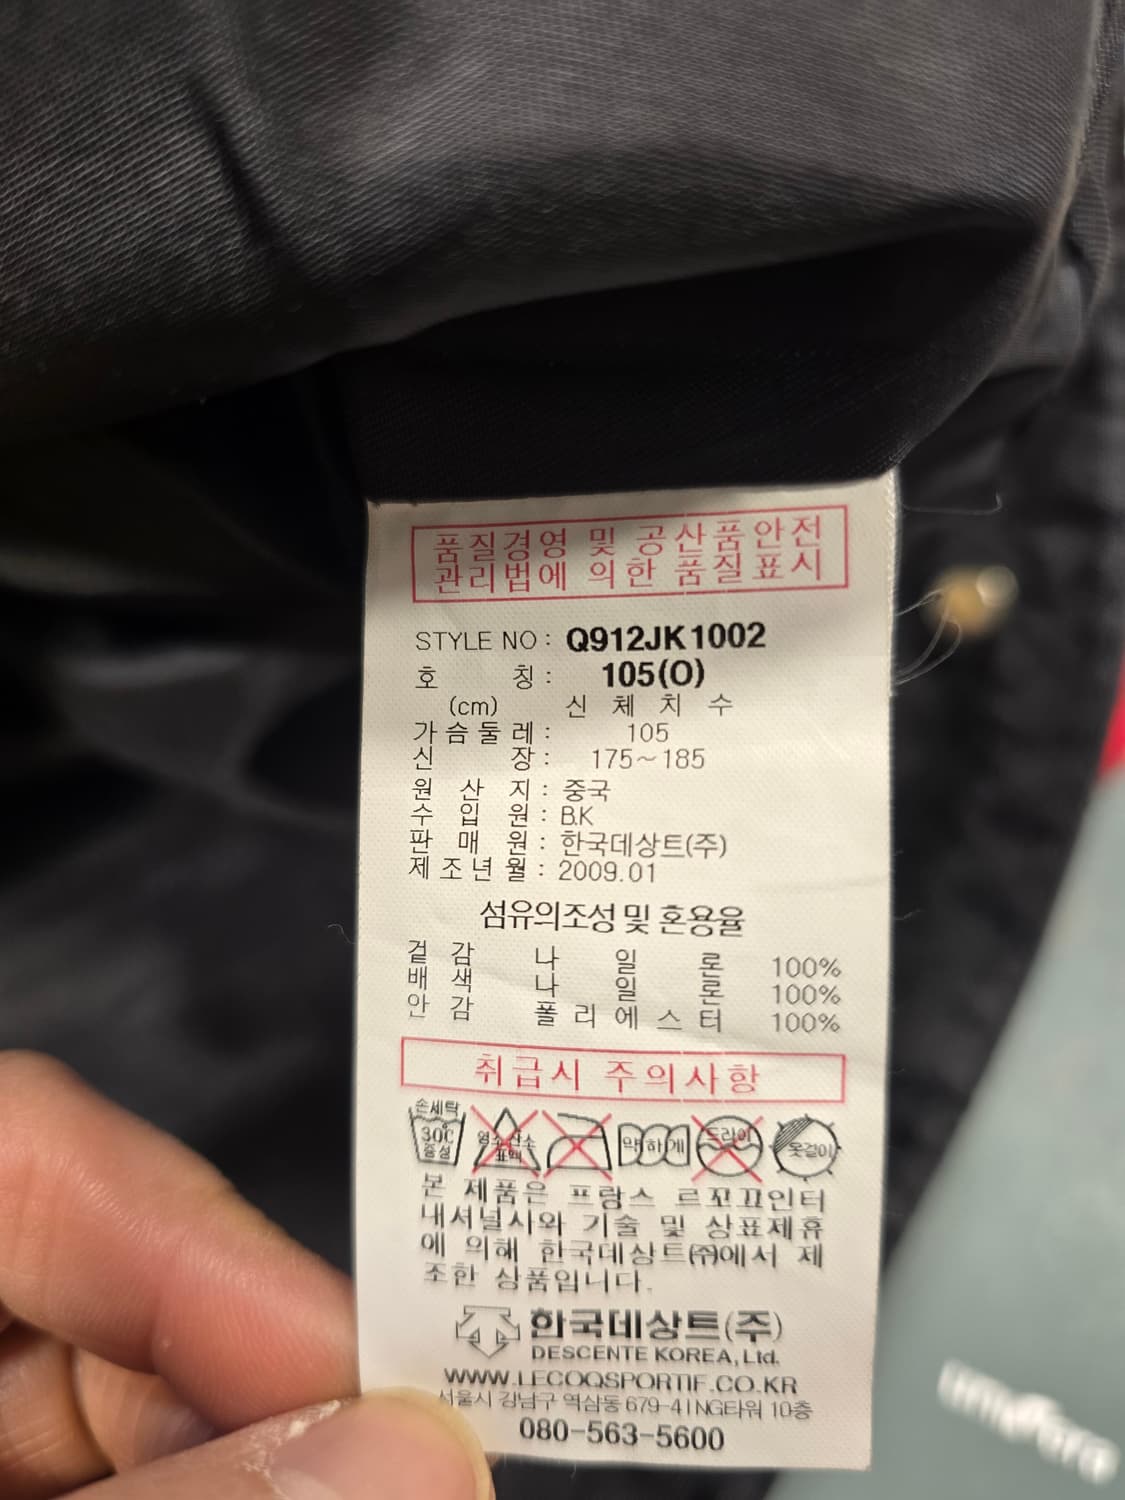 품질경영 및 공산품안전
관리법에 의한 품질표시
STYLE NO : Q912JK1002
호 칭 : 105(O)
(cm) 신 체 치 수
가슴둘레 : 105
신 장 : 175~185
원 산 지 : 중국
수 입 원 : B.K
판 매 원 : 한국데상트(주)
제조년월 : 2009.01
섬유의조성 및 혼용율
겉 감 나 일 론 100%
배 색 나 일 론 100%
안 감 폴리에스터 100%
취급시 주의사항
손세탁
30℃
중성
염소산소
표백
약하게
드라이
옷걸이
본 제품은 프랑스 르꼬끄인터
내셔널사와 기술 및 상표제휴
에 의해 한국데상트㈜에서 제
조한 상품입니다.
한국데상트(주)
DESCENTE KOREA, Ltd.
WWW.LECOQSPORTIF.CO.KR
서울시 강남구 역삼동 679-4 ING타워 10층
080-563-5600